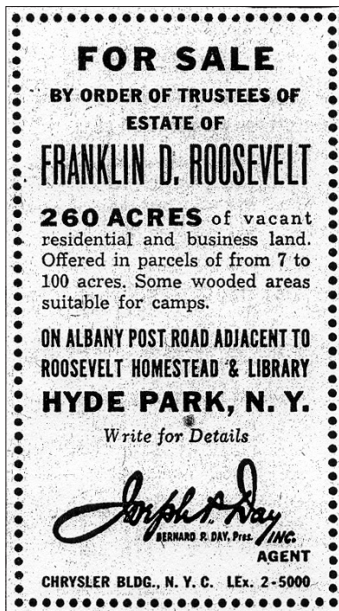 FOR SALE
BY ORDER OF TRUSTEES OF
ESTATE OF
FRANKLIN D. ROOSEVELT
260 ACRES of vacant
residential and business land.
Offered in parcels of from 7 to
100 acres. Some wooded areas
suitable for camps.
ON ALBANY POST ROAD ADJACENT TO
ROOSEVELT HOMESTEAD & LIBRARY
HYDE PARK, N. Y.
Write for Details
Joseph P. Day
BERNARD P. DAY, Pres. INC.
AGENT
CHRYSLER BLDG., N. Y. C. LEx. 2-5000